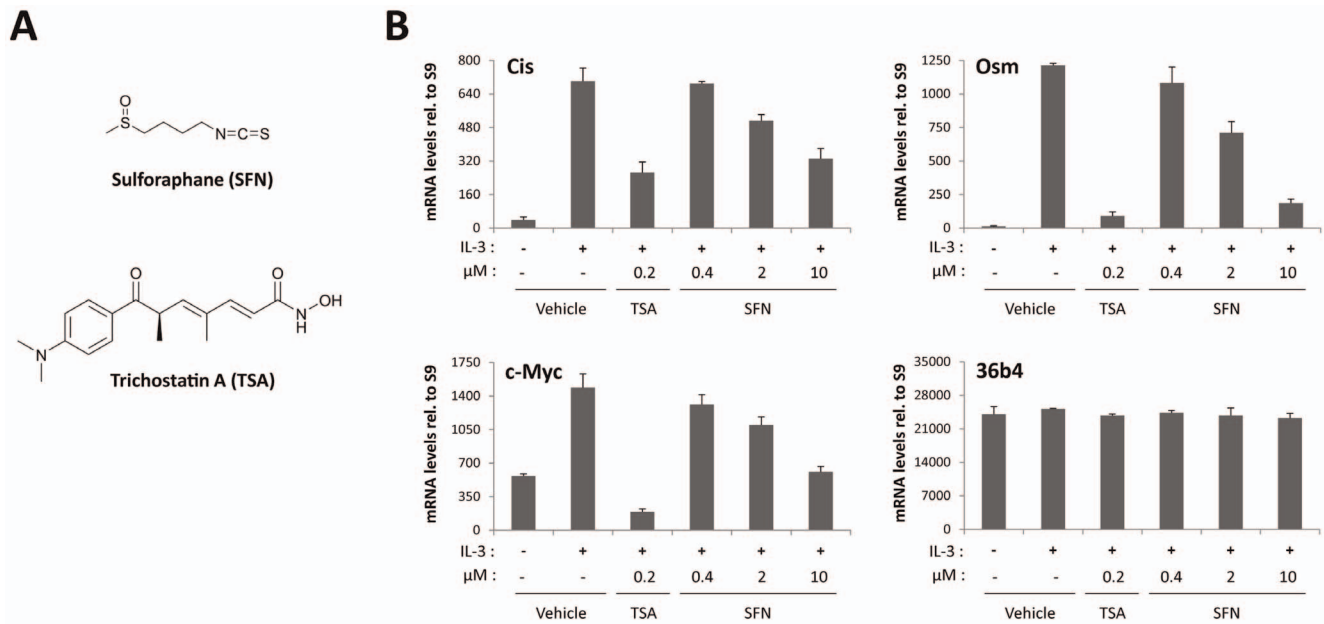 A
O
S
N=C=S
Sulforaphane (SFN)
O
O
N
H
OH
N
Trichostatin A (TSA)
B
Cis
mRNA levels rel. to S9
800
640
480
320
160
0
IL-3 : - + + + + +
μM : - - 0.2 0.4 2 10
Vehicle TSA SFN
Osm
mRNA levels rel. to S9
1250
1000
750
500
250
0
IL-3 : - + + + + +
μM : - - 0.2 0.4 2 10
Vehicle TSA SFN
c-Myc
mRNA levels rel. to S9
1750
1400
1050
700
350
0
IL-3 : - + + + + +
μM : - - 0.2 0.4 2 10
Vehicle TSA SFN
36b4
mRNA levels rel. to S9
35000
28000
21000
14000
7000
0
IL-3 : - + + + + +
μM : - - 0.2 0.4 2 10
Vehicle TSA SFN